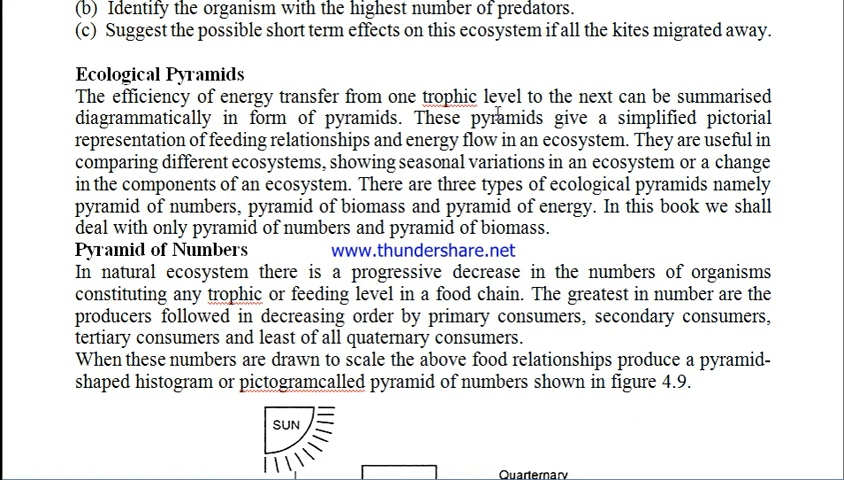 (b) Identify the organism with the highest number of predators.
(c) Suggest the possible short term effects on this ecosystem if all the kites migrated away.
Ecological Pyramids
The efficiency of energy transfer from one trophic level to the next can be summarised
diagrammatically in form of pyramids. These pyramids give a simplified pictorial
representation of feeding relationships and energy flow in an ecosystem. They are useful in
comparing different ecosystems, showing seasonal variations in an ecosystem or a change
in the components of an ecosystem. There are three types of ecological pyramids namely
pyramid of numbers, pyramid of biomass and pyramid of energy. In this book we shall
deal with only pyramid of numbers and pyramid of biomass.
Pyramid of Numbers
www.thundershare.net
In natural ecosystem there is a progressive decrease in the numbers of organisms
constituting any trophic or feeding level in a food chain. The greatest in number are the
producers followed in decreasing order by primary consumers, secondary consumers,
tertiary consumers and least of all quaternary consumers.
When these numbers are drawn to scale the above food relationships produce a pyramid-
shaped histogram or pictogramcalled pyramid of numbers shown in figure 4.9.
SUN
Quarternary